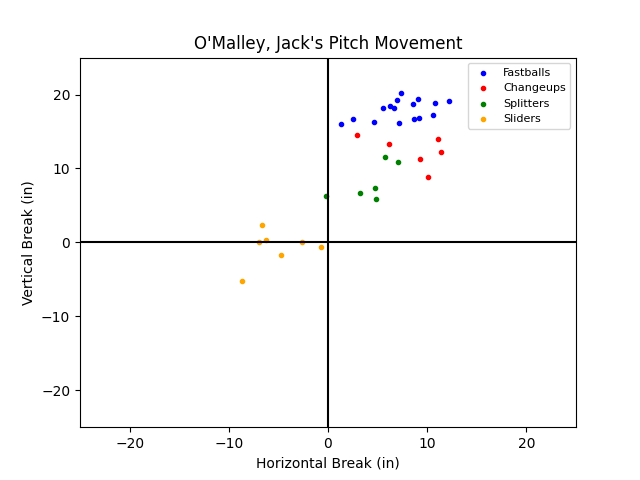 O'Malley, Jack's Pitch Movement
Fastballs
Changeups
Splitters
Sliders
Vertical Break (in)
20
10
0
−10
−20
−20
−10
0
10
20
Horizontal Break (in)